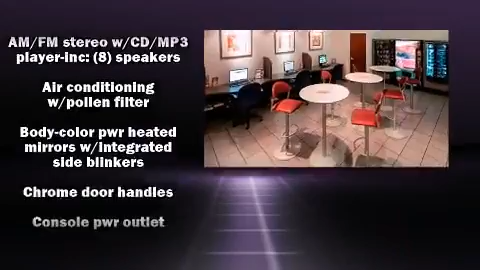 AM/FM stereo w/CD/MP3
player-inc: (8) speakers
Air conditioning
w/pollen filter
Body-color pwr heated
mirrors w/integrated
side blinkers
Chrome door handles
Console pwr outlet